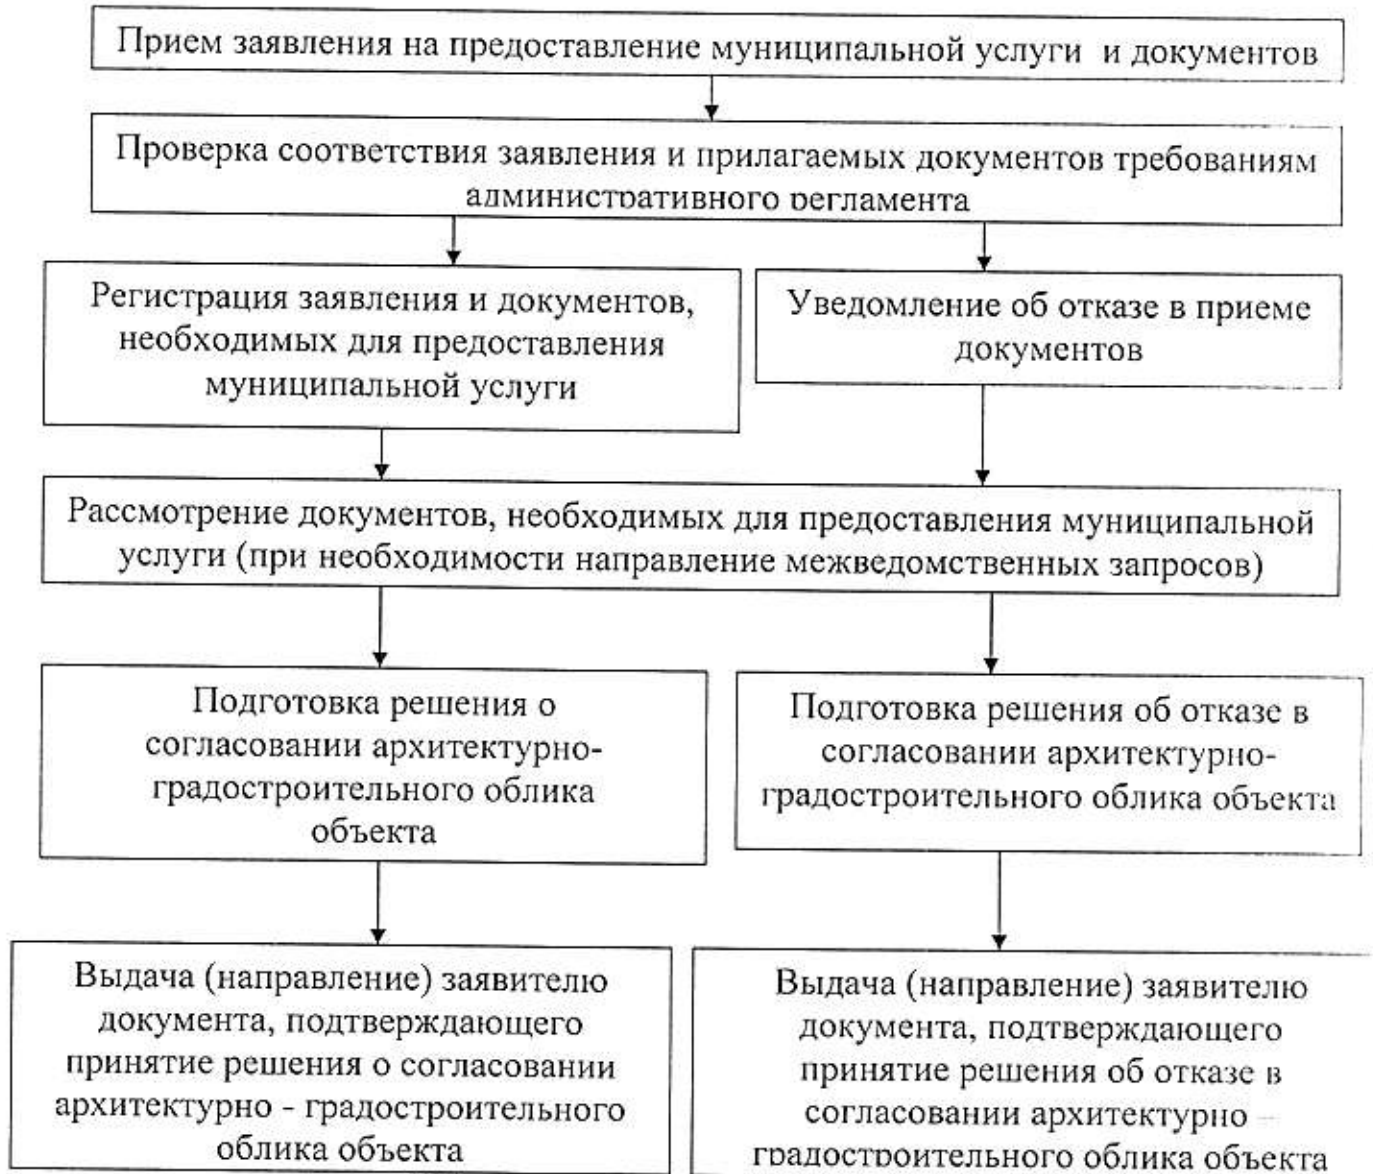 Прием заявления на предоставление муниципальной услуги и документов
Проверка соответствия заявления и прилагаемых документов требованиям
административного регламента
Регистрация заявления и документов,
необходимых для предоставления
муниципальной услуги
Уведомление об отказе в приеме
документов
Рассмотрение документов, необходимых для предоставления муниципальной
услуги (при необходимости направление межведомственных запросов)
Подготовка решения о
согласовании архитектурно-
градостроительного облика
объекта
Подготовка решения об отказе в
согласовании архитектурно-
градостроительного облика объекта
Выдача (направление) заявителю
документа, подтверждающего
принятие решения о согласовании
архитектурно - градостроительного
облика объекта
Выдача (направление) заявителю
документа, подтверждающего
принятие решения об отказе в
согласовании архитектурно –
градостроительного облика объекта